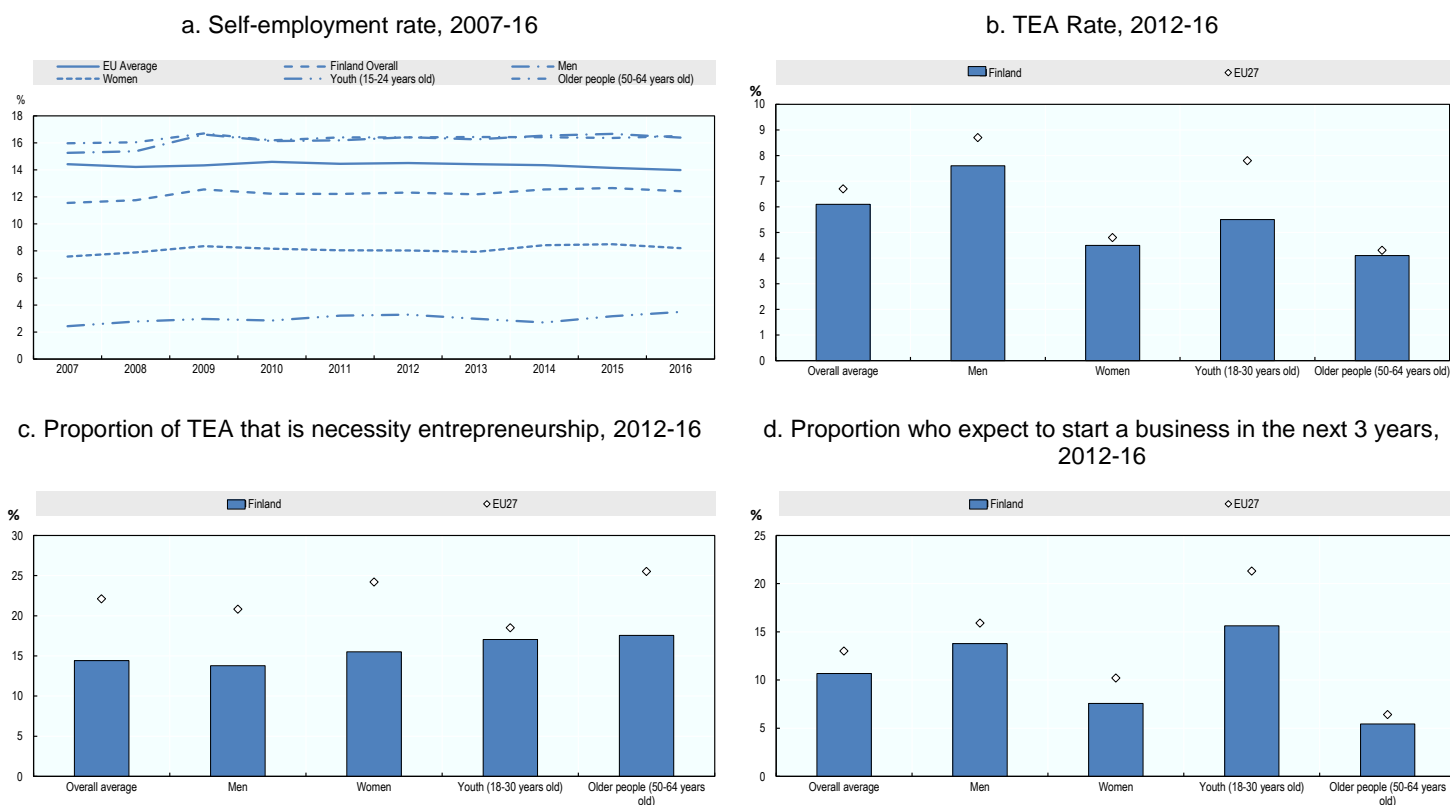 a. Self-employment rate, 2007-16
EU Average Finland Overall Men
Women Youth (15-24 years old) Older people (50-64 years old)
%
18
16
14
12
10
8
6
4
2
0
2007 2008 2009 2010 2011 2012 2013 2014 2015 2016
b. TEA Rate, 2012-16
Finland EU27
%
10
9
8
7
6
5
4
3
2
1
0
Overall average Men Women Youth (18-30 years old) Older people (50-64 years old)
c. Proportion of TEA that is necessity entrepreneurship, 2012-16
Finland EU27
%
30
25
20
15
10
5
0
Overall average Men Women Youth (18-30 years old) Older people (50-64 years
old)
d. Proportion who expect to start a business in the next 3 years,
2012-16
Finland EU27
%
25
20
15
10
5
0
Overall average Men Women Youth (18-30 years old) Older people (50-64 years
old)